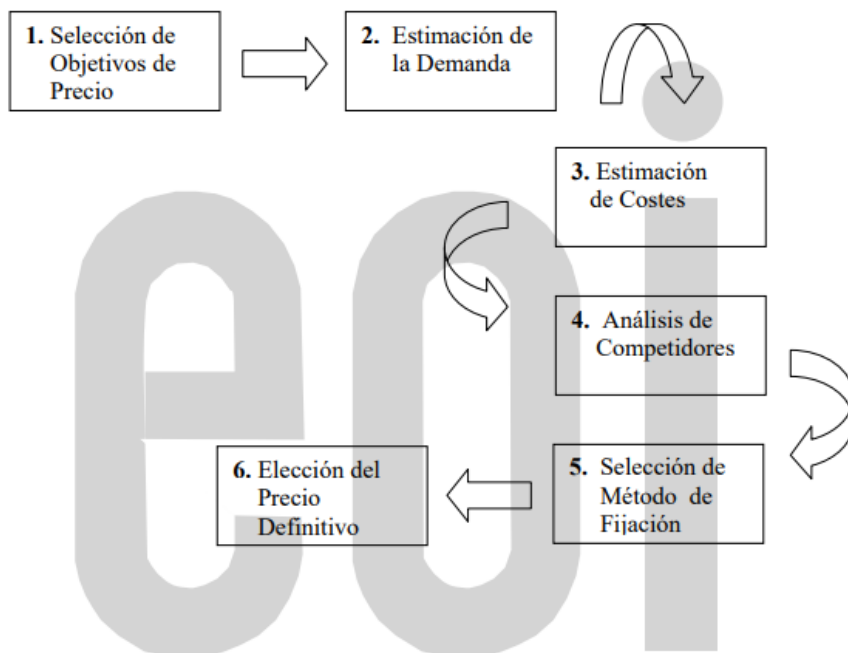 1. Selección de
Objetivos de
Precio
2. Estimación de
la Demanda
3. Estimación
de Costes
4. Análisis de
Competidores
5. Selección de
Método de
Fijación
6. Elección del
Precio
Definitivo
eoi